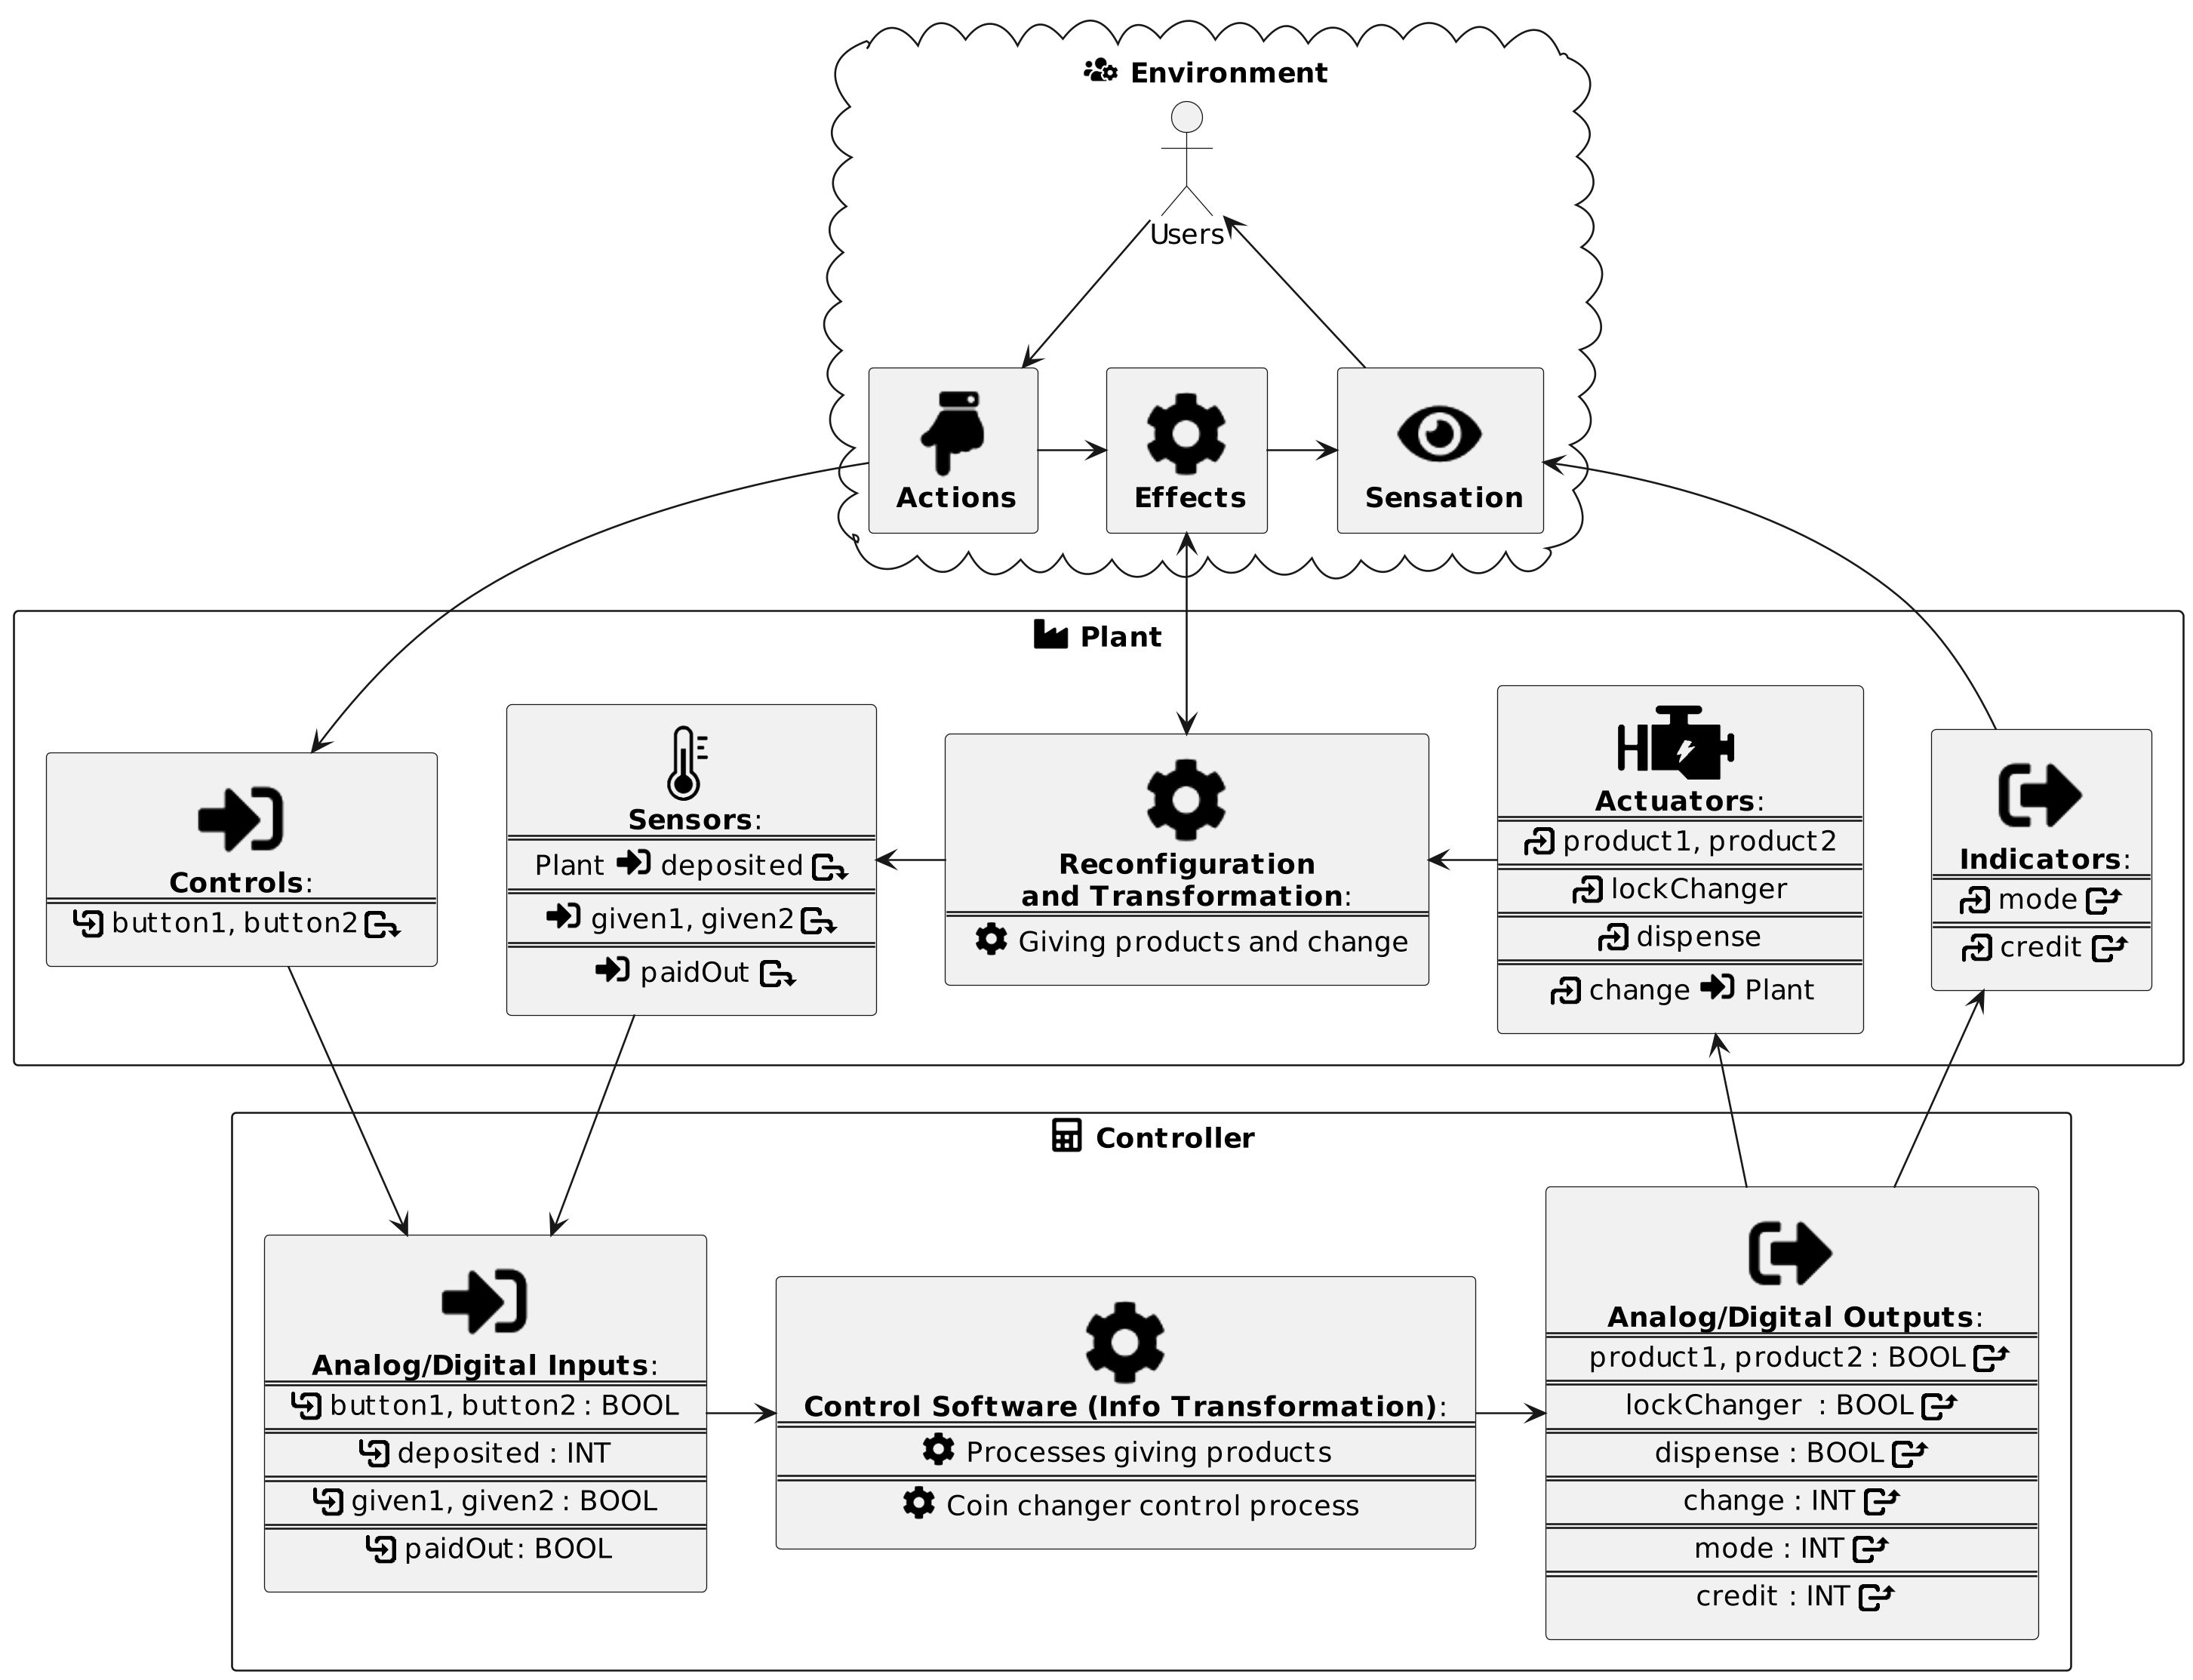 Environment
Users
Actions
Effects
Sensation
Plant
Controls:
button1, button2
Sensors:
Plant deposited
given1, given2
paidOut
Reconfiguration
and Transformation:
Giving products and change
Actuators:
product1, product2
lockChanger
dispense
change Plant
Indicators:
mode
credit
Controller
Analog/Digital Inputs:
button1, button2 : BOOL
deposited : INT
given1, given2 : BOOL
paidOut: BOOL
Control Software (Info Transformation):
Processes giving products
Coin changer control process
Analog/Digital Outputs:
product1, product2 : BOOL
lockChanger : BOOL
dispense : BOOL
change : INT
mode : INT
credit : INT